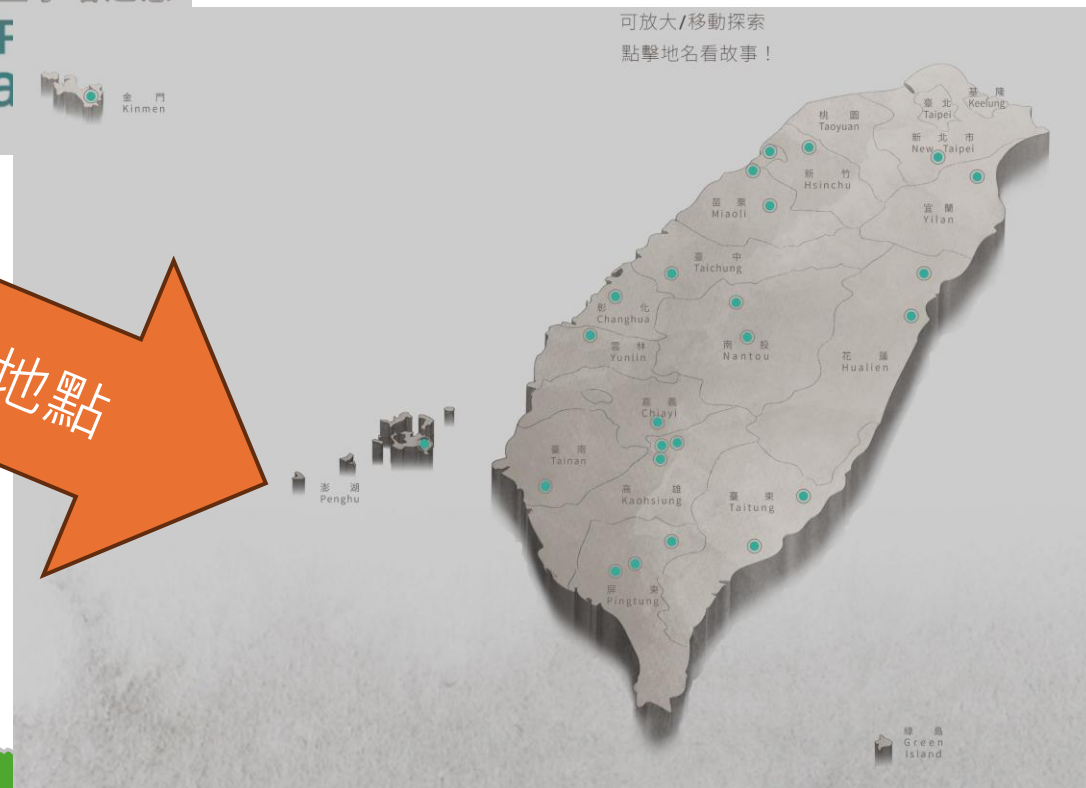 可放大/移動探索
點擊地名看故事！
金門
Kinmen
基隆
Keelung
臺北
Taipei
桃園
Taoyuan
新北市
New Taipei
新竹
Hsinchu
苗栗
Miaoli
宜蘭
Yilan
臺中
Taichung
彰化
Changhua
雲林
Yunlin
南投
Nantou
花蓮
Hualien
地點
嘉義
Chiayi
臺南
Tainan
澎湖
Penghu
高雄
Kaohsiung
臺東
Taitung
屏東
Pingtung
綠島
Green
Island